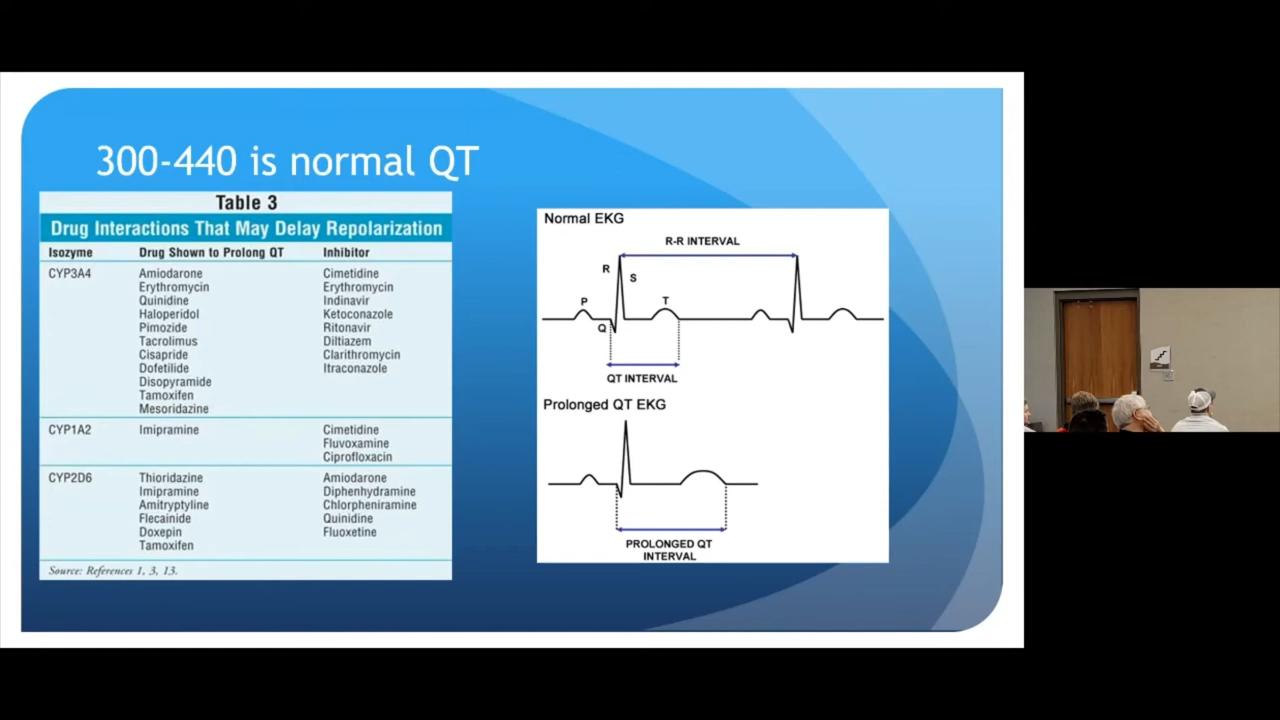 300-440 is normal QT
Table 3
Drug Interactions That May Delay Repolarization
Isozyme Drug Shown to Prolong QT Inhibitor
CYP3A4 Amiodarone Cimetidine
Erythromycin Erythromycin
Quinidine Indinavir
Haloperidol Ketoconazole
Pimozide Ritonavir
Tacrolimus Diltiazem
Cisapride Clarithromycin
Dofetilide Itraconazole
Disopyramide
Tamoxifen
Mesoridazine
CYP1A2 Imipramine Cimetidine
Fluvoxamine
Ciprofloxacin
CYP2D6 Thioridazine Amiodarone
Imipramine Diphenhydramine
Amitryptyline Chlorpheniramine
Flecainide Quinidine
Doxepin Fluoxetine
Tamoxifen
Source: References 1, 3, 13.
Normal EKG
R-R INTERVAL
R
S
P
T
Q
QT INTERVAL
Prolonged QT EKG
PROLONGED QT
INTERVAL